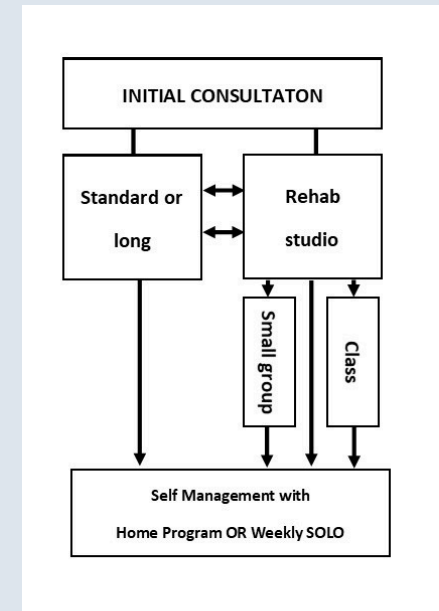 INITIAL CONSULTATON
Standard or
long
Rehab
studio
Small group
Class
Self Management with
Home Program OR Weekly SOLO